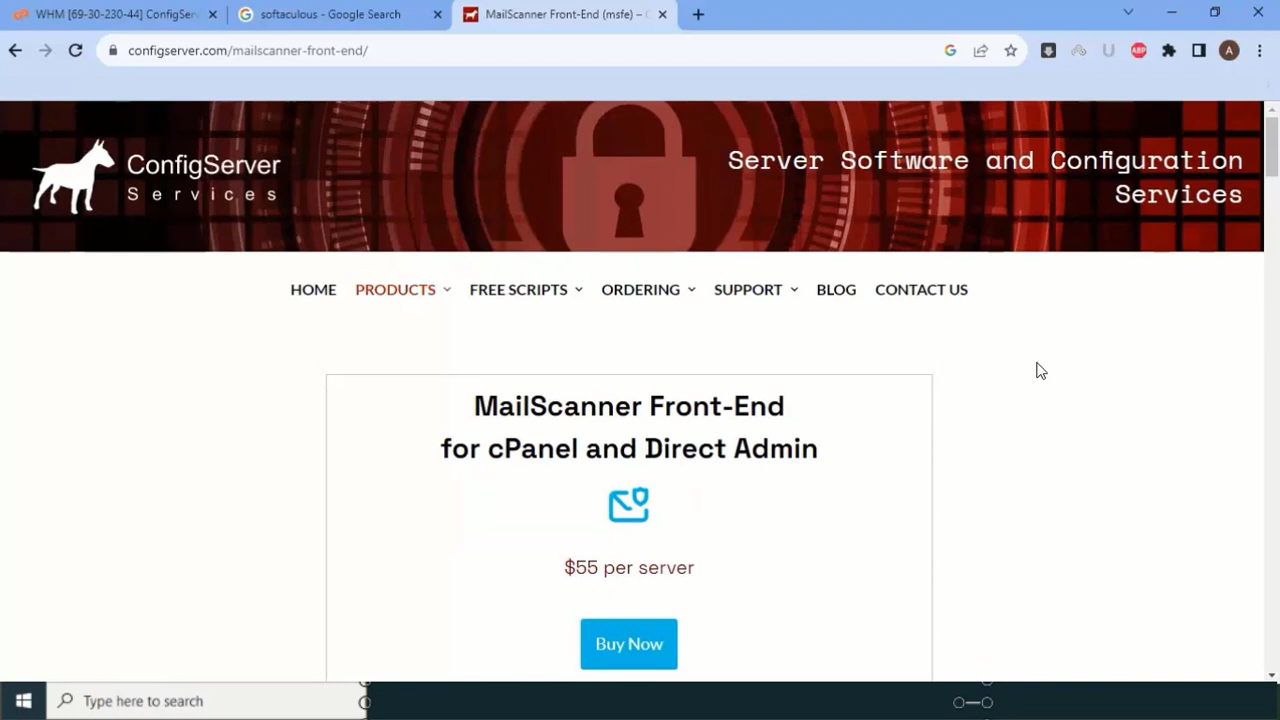 WHM [69-30-230-44] ConfigServ
softaculous - Google Search
MailScanner Front-End (msfe) – C
configserver.com/mailscanner-front-end/
ABP
A
ConfigServer
Services
Server Software and Configuration
Services
HOME
PRODUCTS
FREE SCRIPTS
ORDERING
SUPPORT
BLOG
CONTACT US
MailScanner Front-End
for cPanel and Direct Admin
$55 per server
Buy Now
Type here to search